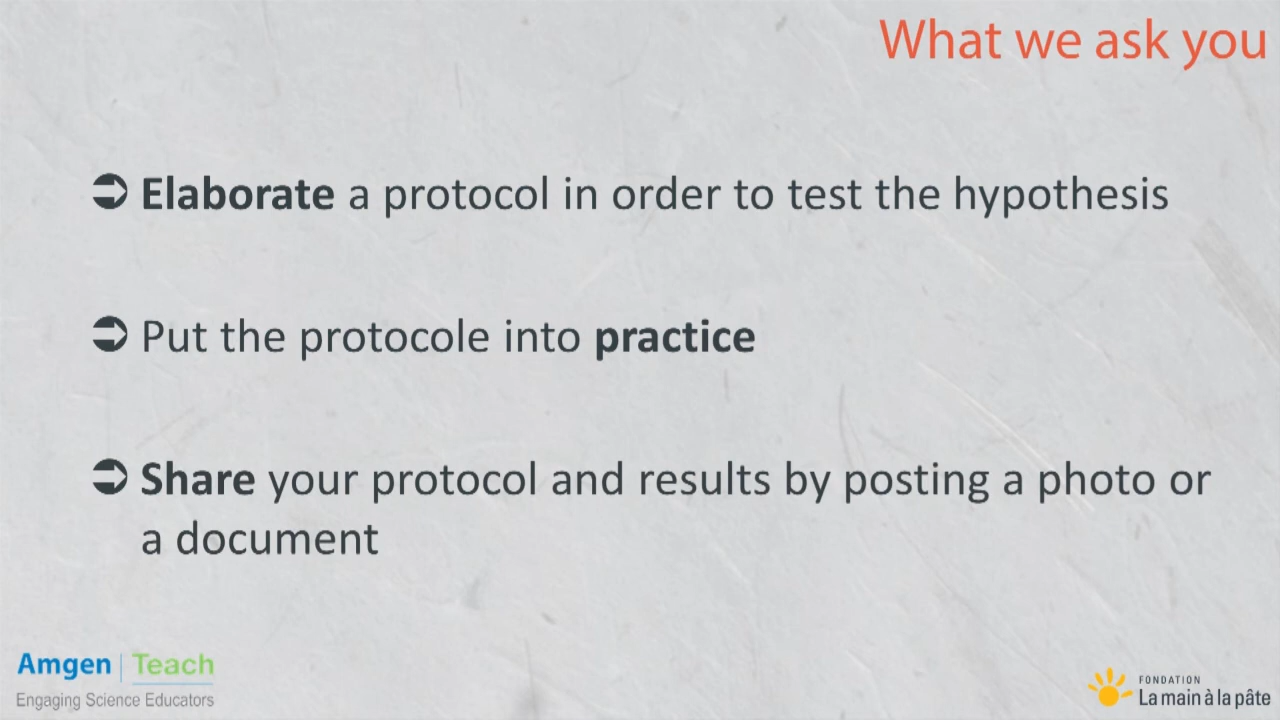 What we ask you
➲ Elaborate a protocol in order to test the hypothesis
➲ Put the protocole into practice
➲ Share your protocol and results by posting a photo or
a document
Amgen | Teach
Engaging Science Educators
FONDATION
La main à la pâte